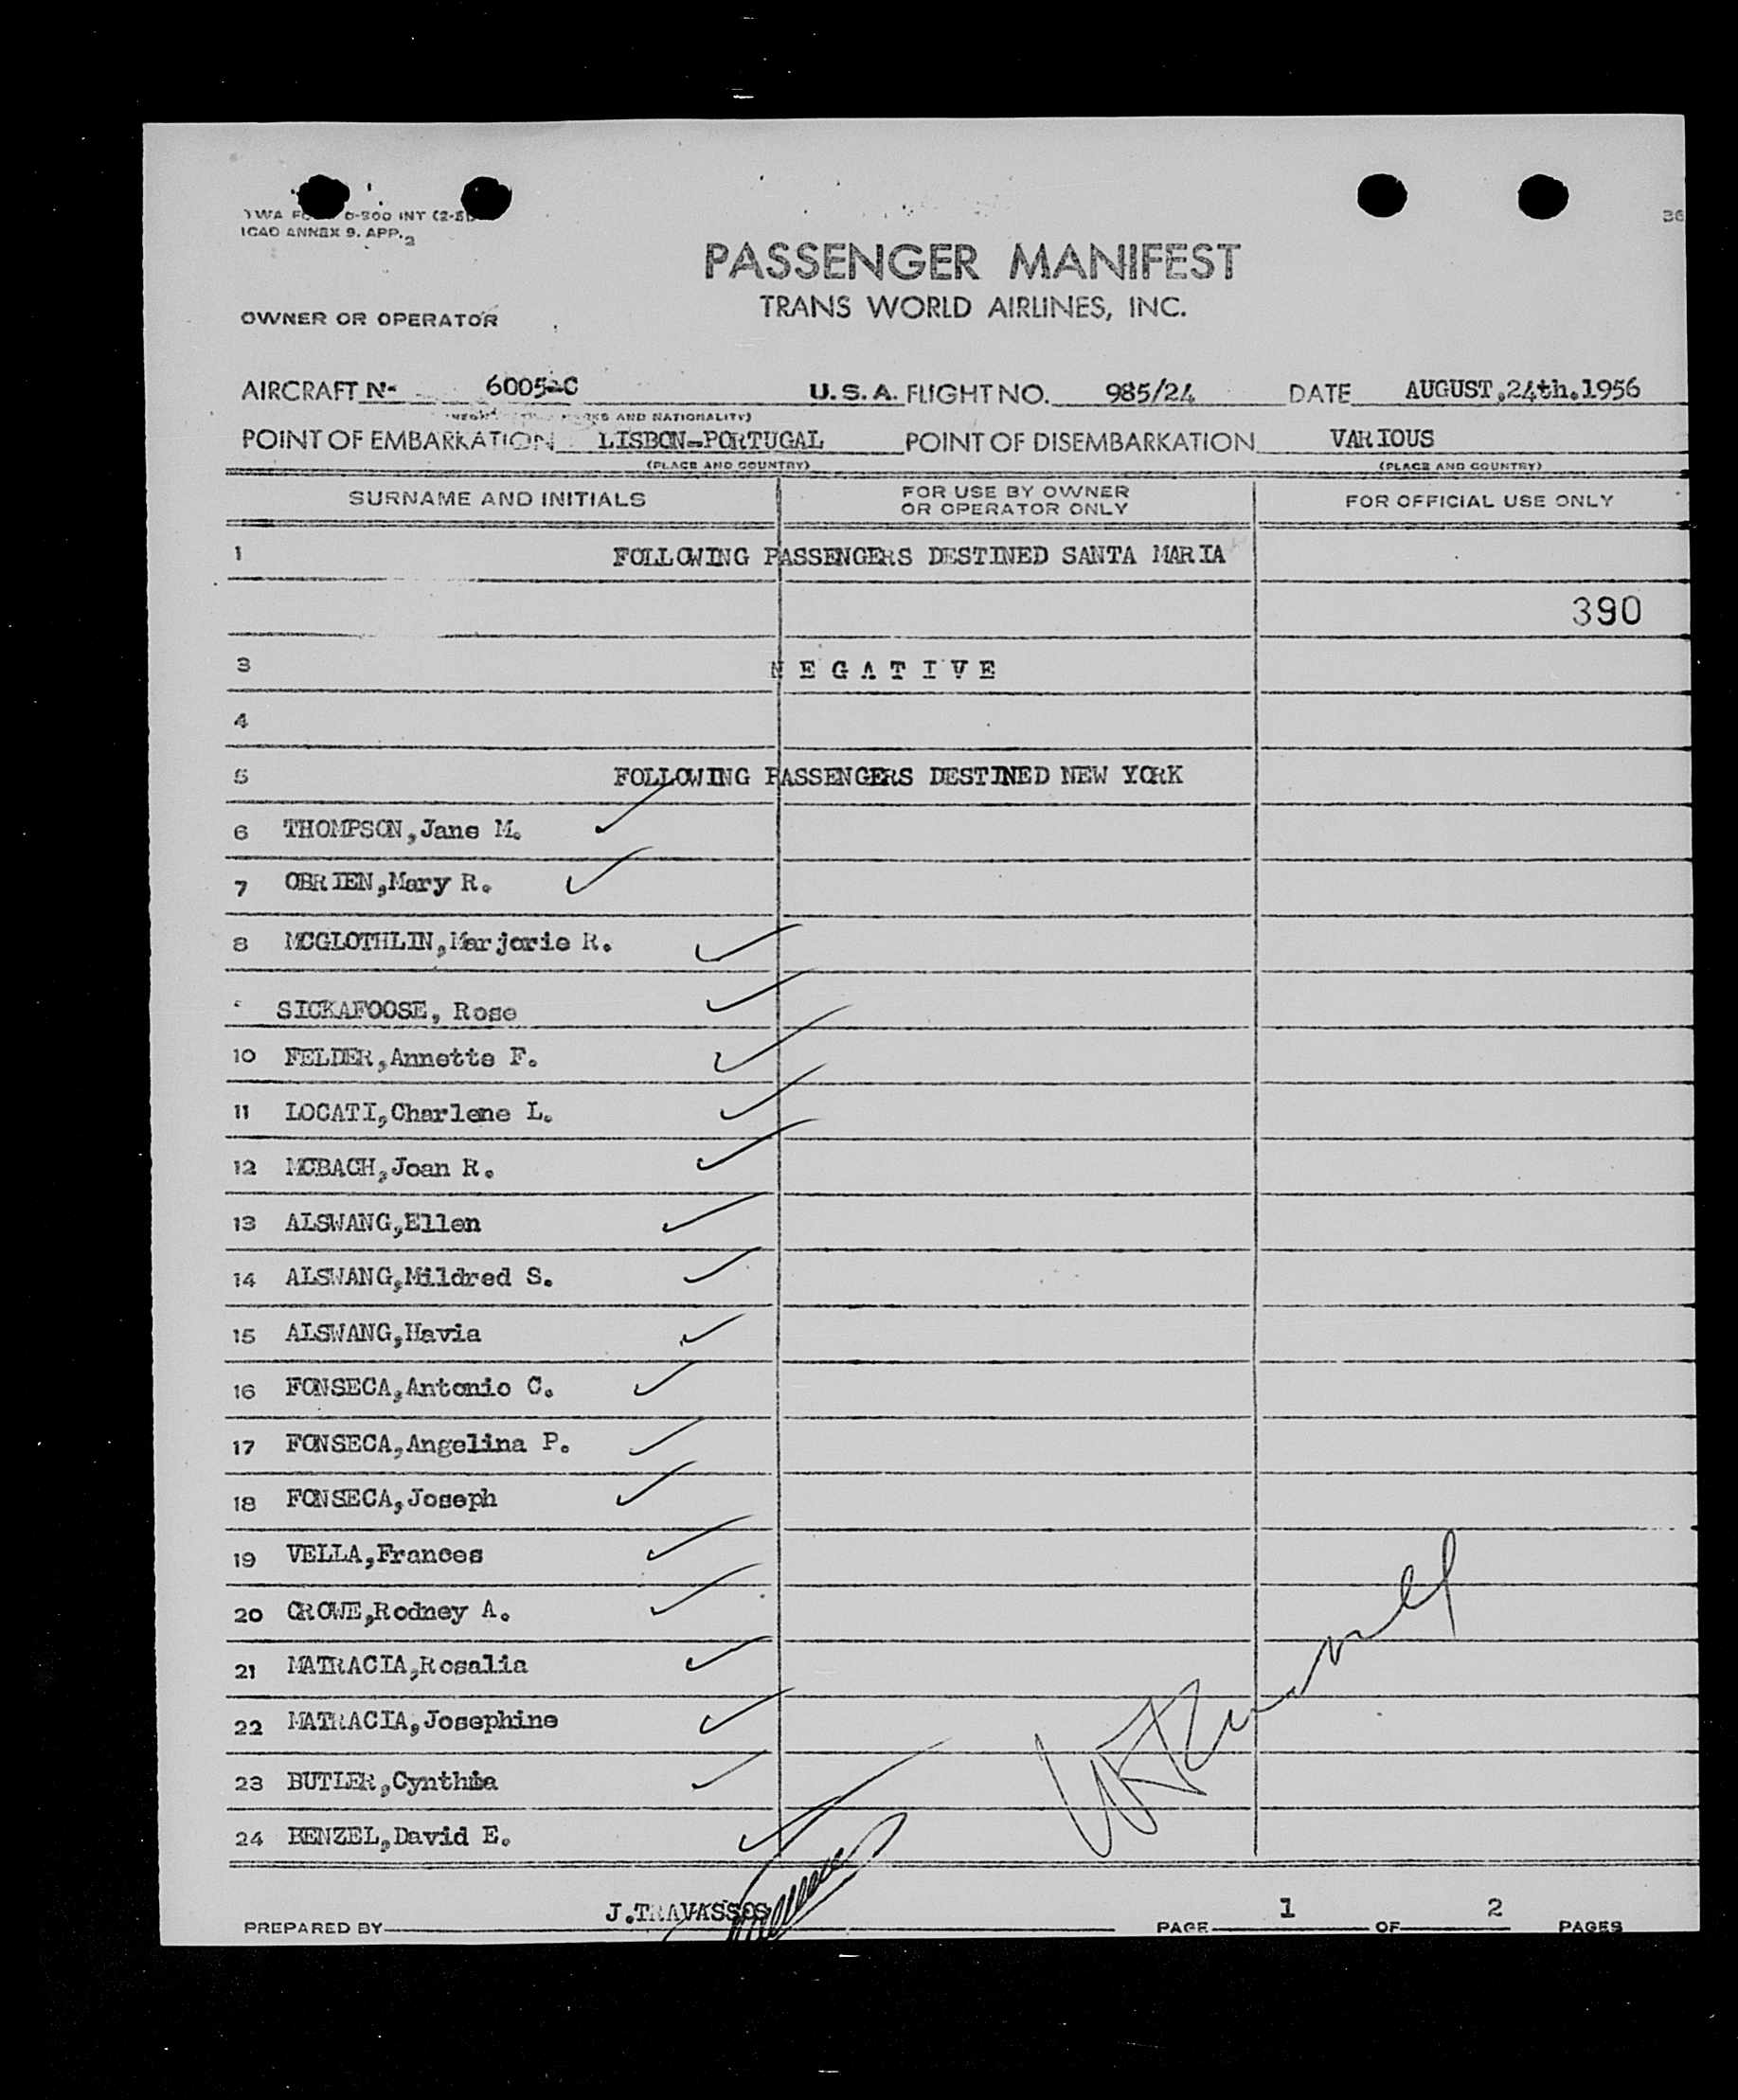 TWA FO 0-300 INT (2-5
ICAO ANNEX 9. APP. 2
36
PASSENGER MANIFEST
TRANS WORLD AIRLINES, INC.
OWNER OR OPERATOR
AIRCRAFT N- 60052C U.S.A. FLIGHT NO. 985/24 DATE AUGUST,24th.1956
AND NATIONALITY)
POINT OF EMBARKATION LISBON-PORTUGAL POINT OF DISEMBARKATION VARIOUS
(PLACE AND COUNTRY) (PLACE AND COUNTRY)
SURNAME AND INITIALS FOR USE BY OWNER OR OPERATOR ONLY FOR OFFICIAL USE ONLY
1 FOLLOWING PASSENGERS DESTINED SANTA MARIA
390
3 NEGATIVE
4
5 FOLLOWING PASSENGERS DESTINED NEW YORK
6 THOMPSON,Jane M.
7 OBRIEN,Mary R.
8 MCGLOTHLIN,Marjorie R.
SICKAFOOSE, Rose
10 FELDER,Annette F.
11 LOCATI,Charlene L.
12 MCBACH,Joan R.
13 ALSWANG,Ellen
14 ALSWANG,Mildred S.
15 ALSWANG,Havia
16 FONSECA,Antonio C.
17 FONSECA,Angelina P.
18 FONSECA,Joseph
19 VELLA,Frances
20 CROWE,Rodney A.
21 MATRACIA,Rosalia
22 MATRACIA,Josephine
23 BUTLER,Cynthia
24 BENZEL,David E.
PREPARED BY J.TRAVASSOS PAGE 1 OF 2 PAGES